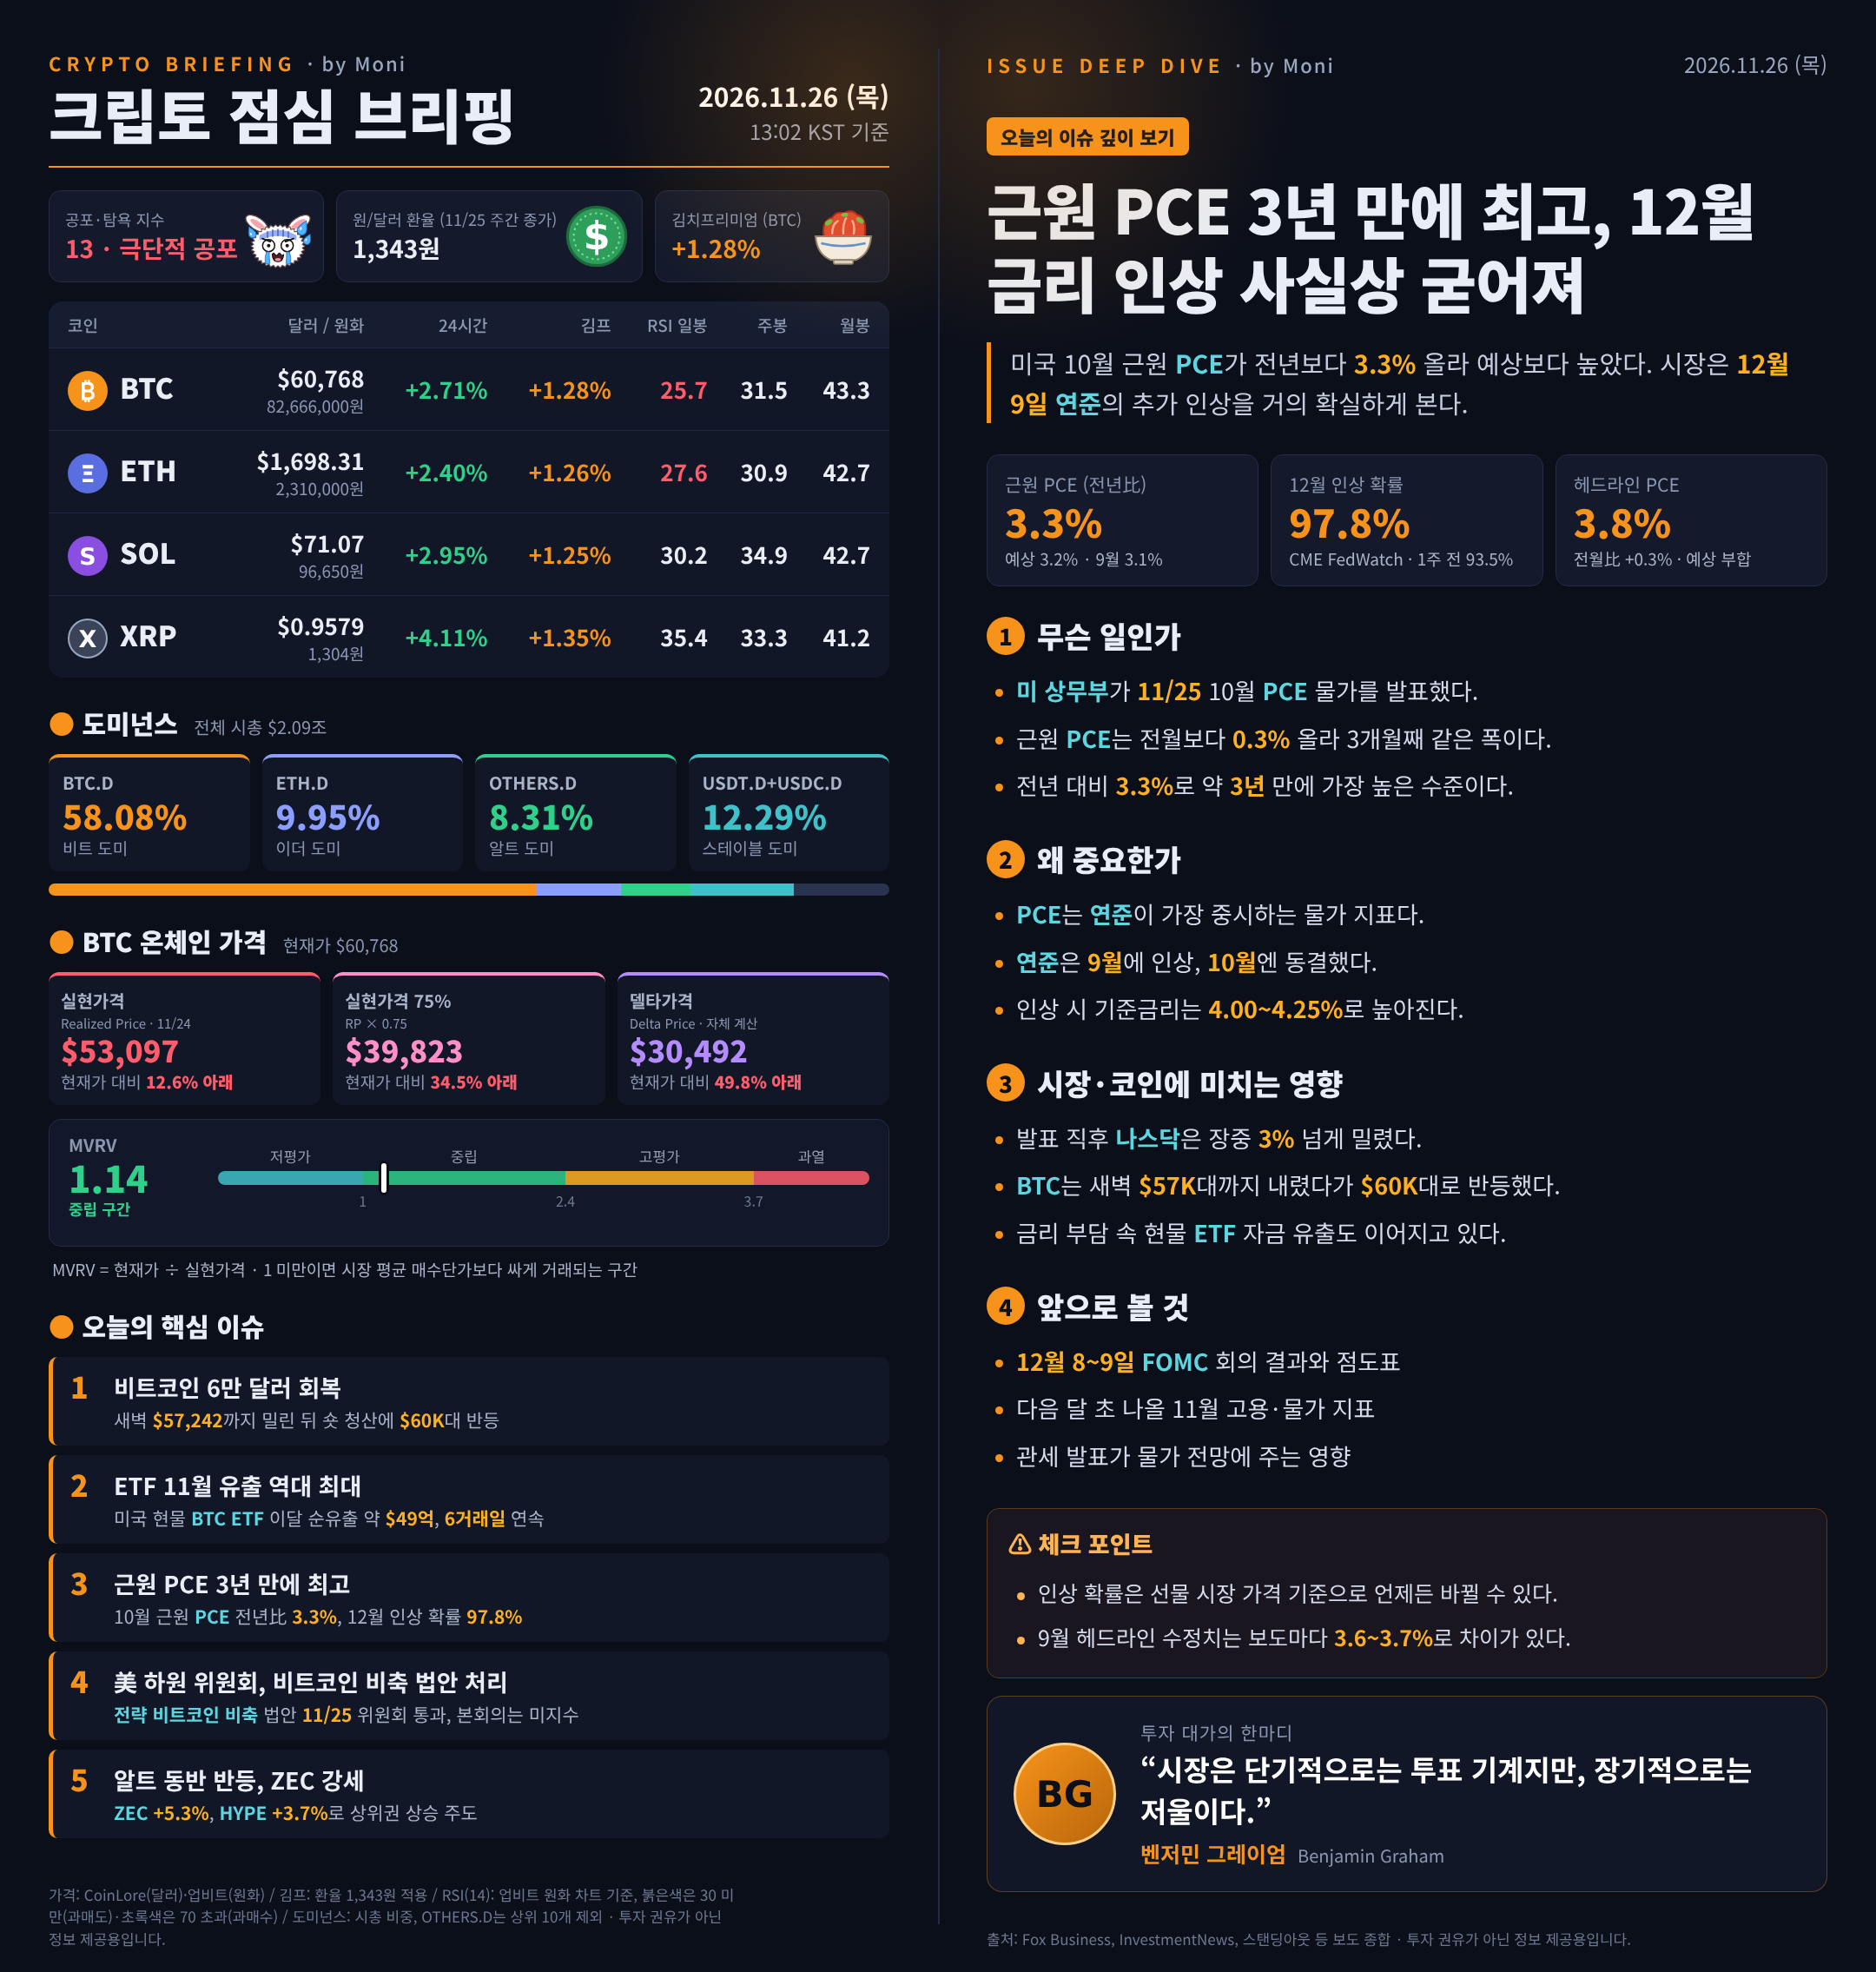 CRYPTO BRIEFING · by Moni
크립토 점심 브리핑
2026.11.26 (목)
13:02 KST 기준
공포·탐욕 지수
13 · 극단적 공포
원/달러 환율 (11/25 주간 종가)
1,343원
$
김치프리미엄 (BTC)
+1.28%
코인 달러 / 원화 24시간 김프 RSI 일봉 주봉 월봉
₿ BTC $60,768 +2.71% +1.28% 25.7 31.5 43.3
82,666,000원
Ξ ETH $1,698.31 +2.40% +1.26% 27.6 30.9 42.7
2,310,000원
S SOL $71.07 +2.95% +1.25% 30.2 34.9 42.7
96,650원
X XRP $0.9579 +4.11% +1.35% 35.4 33.3 41.2
1,304원
도미넌스 전체 시총 $2.09조
BTC.D
58.08%
비트 도미
ETH.D
9.95%
이더 도미
OTHERS.D
8.31%
알트 도미
USDT.D+USDC.D
12.29%
스테이블 도미
BTC 온체인 가격 현재가 $60,768
실현가격
Realized Price · 11/24
$53,097
현재가 대비 12.6% 아래
실현가격 75%
RP × 0.75
$39,823
현재가 대비 34.5% 아래
델타가격
Delta Price · 자체 계산
$30,492
현재가 대비 49.8% 아래
MVRV
1.14
중립 구간
저평가 중립 고평가 과열
1 2.4 3.7
MVRV = 현재가 ÷ 실현가격 · 1 미만이면 시장 평균 매수단가보다 싸게 거래되는 구간
오늘의 핵심 이슈
1 비트코인 6만 달러 회복
새벽 $57,242까지 밀린 뒤 숏 청산에 $60K대 반등
2 ETF 11월 유출 역대 최대
미국 현물 BTC ETF 이달 순유출 약 $49억, 6거래일 연속
3 근원 PCE 3년 만에 최고
10월 근원 PCE 전년比 3.3%, 12월 인상 확률 97.8%
4 美 하원 위원회, 비트코인 비축 법안 처리
전략 비트코인 비축 법안 11/25 위원회 통과, 본회의는 미지수
5 알트 동반 반등, ZEC 강세
ZEC +5.3%, HYPE +3.7%로 상위권 상승 주도
가격: CoinLore(달러)·업비트(원화) / 김프: 환율 1,343원 적용 / RSI(14): 업비트 원화 차트 기준, 붉은색은 30 미
만(과매도)·초록색은 70 초과(과매수) / 도미넌스: 시총 비중, OTHERS.D는 상위 10개 제외 · 투자 권유가 아닌
정보 제공용입니다.
ISSUE DEEP DIVE · by Moni
2026.11.26 (목)
오늘의 이슈 깊이 보기
근원 PCE 3년 만에 최고, 12월
금리 인상 사실상 굳어져
미국 10월 근원 PCE가 전년보다 3.3% 올라 예상보다 높았다. 시장은 12월
9일 연준의 추가 인상을 거의 확실하게 본다.
근원 PCE (전년比)
3.3%
예상 3.2% · 9월 3.1%
12월 인상 확률
97.8%
CME FedWatch · 1주 전 93.5%
헤드라인 PCE
3.8%
전월比 +0.3% · 예상 부합
1 무슨 일인가
• 미 상무부가 11/25 10월 PCE 물가를 발표했다.
• 근원 PCE는 전월보다 0.3% 올라 3개월째 같은 폭이다.
• 전년 대비 3.3%로 약 3년 만에 가장 높은 수준이다.
2 왜 중요한가
• PCE는 연준이 가장 중시하는 물가 지표다.
• 연준은 9월에 인상, 10월엔 동결했다.
• 인상 시 기준금리는 4.00~4.25%로 높아진다.
3 시장·코인에 미치는 영향
• 발표 직후 나스닥은 장중 3% 넘게 밀렸다.
• BTC는 새벽 $57K대까지 내렸다가 $60K대로 반등했다.
• 금리 부담 속 현물 ETF 자금 유출도 이어지고 있다.
4 앞으로 볼 것
• 12월 8~9일 FOMC 회의 결과와 점도표
• 다음 달 초 나올 11월 고용·물가 지표
• 관세 발표가 물가 전망에 주는 영향
⚠ 체크 포인트
• 인상 확률은 선물 시장 가격 기준으로 언제든 바뀔 수 있다.
• 9월 헤드라인 수정치는 보도마다 3.6~3.7%로 차이가 있다.
BG
투자 대가의 한마디
“시장은 단기적으로는 투표 기계지만, 장기적으로는
저울이다.”
벤저민 그레이엄 Benjamin Graham
출처: Fox Business, InvestmentNews, 스탠딩아웃 등 보도 종합 · 투자 권유가 아닌 정보 제공용입니다.